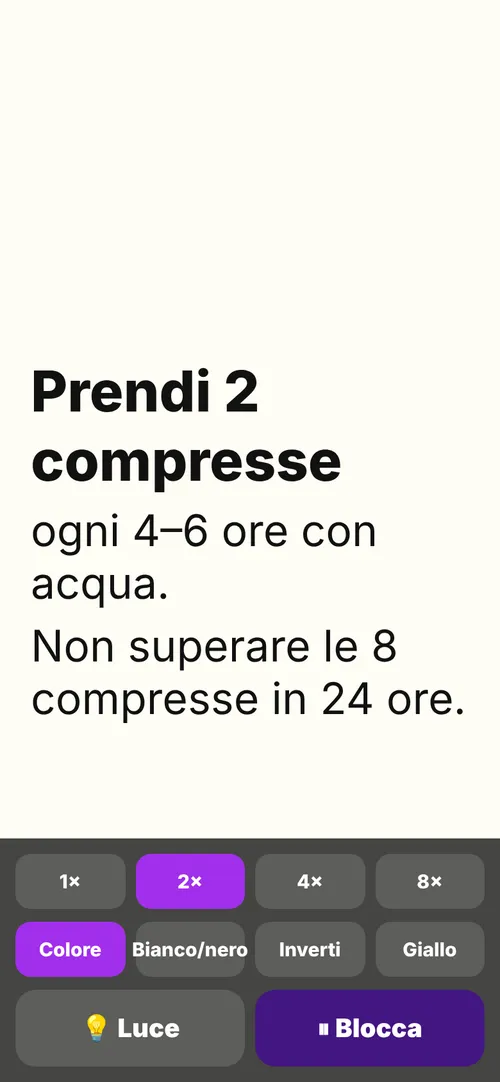 Prendi 2
compresse
ogni 4–6 ore con
acqua.
Non superare le 8
compresse in 24 ore.
1× 2× 4× 8×
Colore Bianco/nero Inverti Giallo
💡 Luce ⏸ Blocca